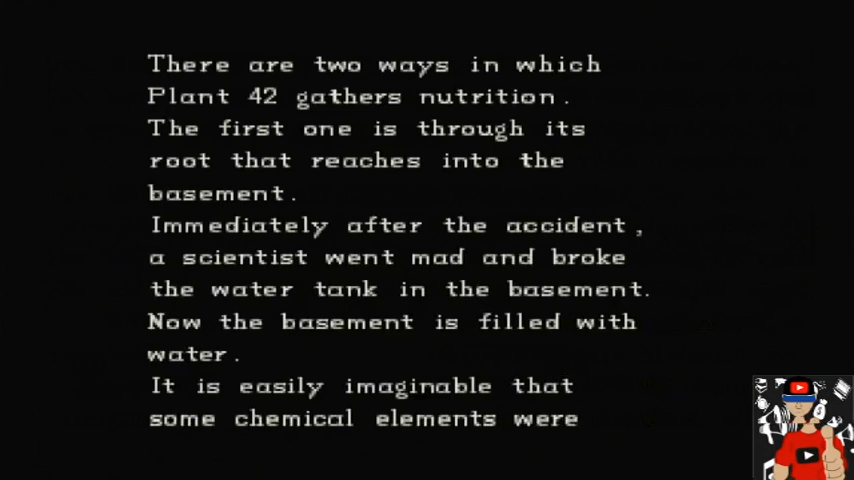 There are two ways in which
Plant 42 gathers nutrition.
The first one is through its
root that reaches into the
basement.
Immediately after the accident,
a scientist went mad and broke
the water tank in the basement.
Now the basement is filled with
water.
It is easily imaginable that
some chemical elements were